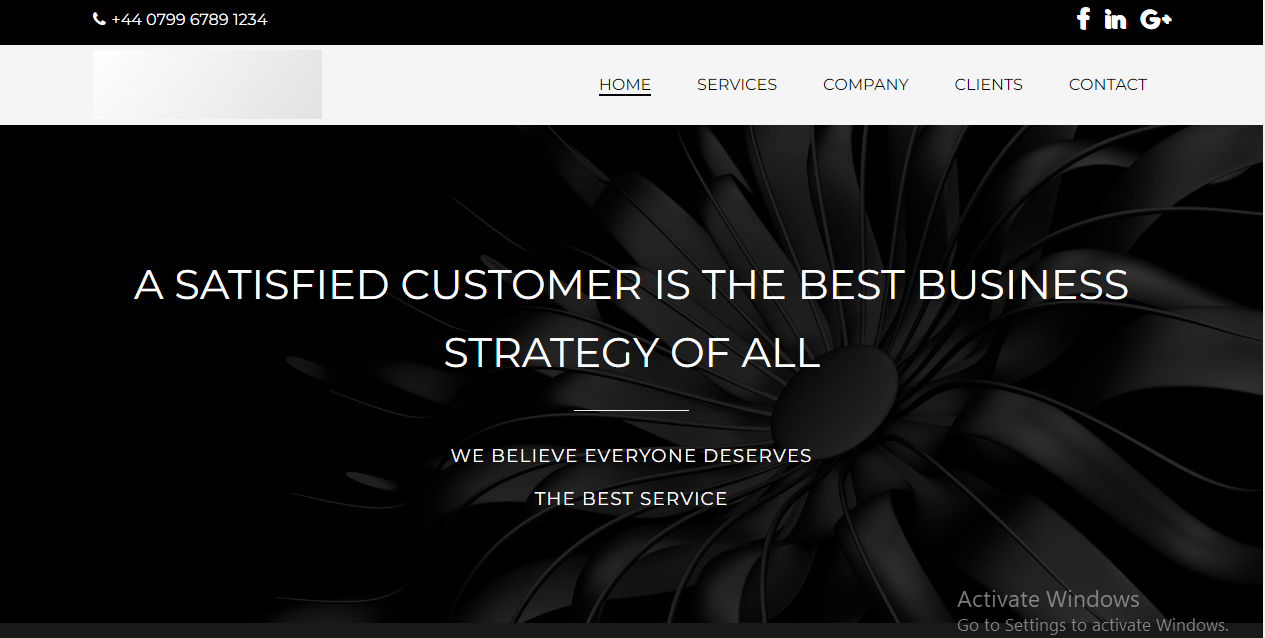 +44 0799 6789 1234
HOME SERVICES COMPANY CLIENTS CONTACT
A SATISFIED CUSTOMER IS THE BEST BUSINESS
STRATEGY OF ALL
WE BELIEVE EVERYONE DESERVES
THE BEST SERVICE
Activate Windows
Go to Settings to activate Windows.